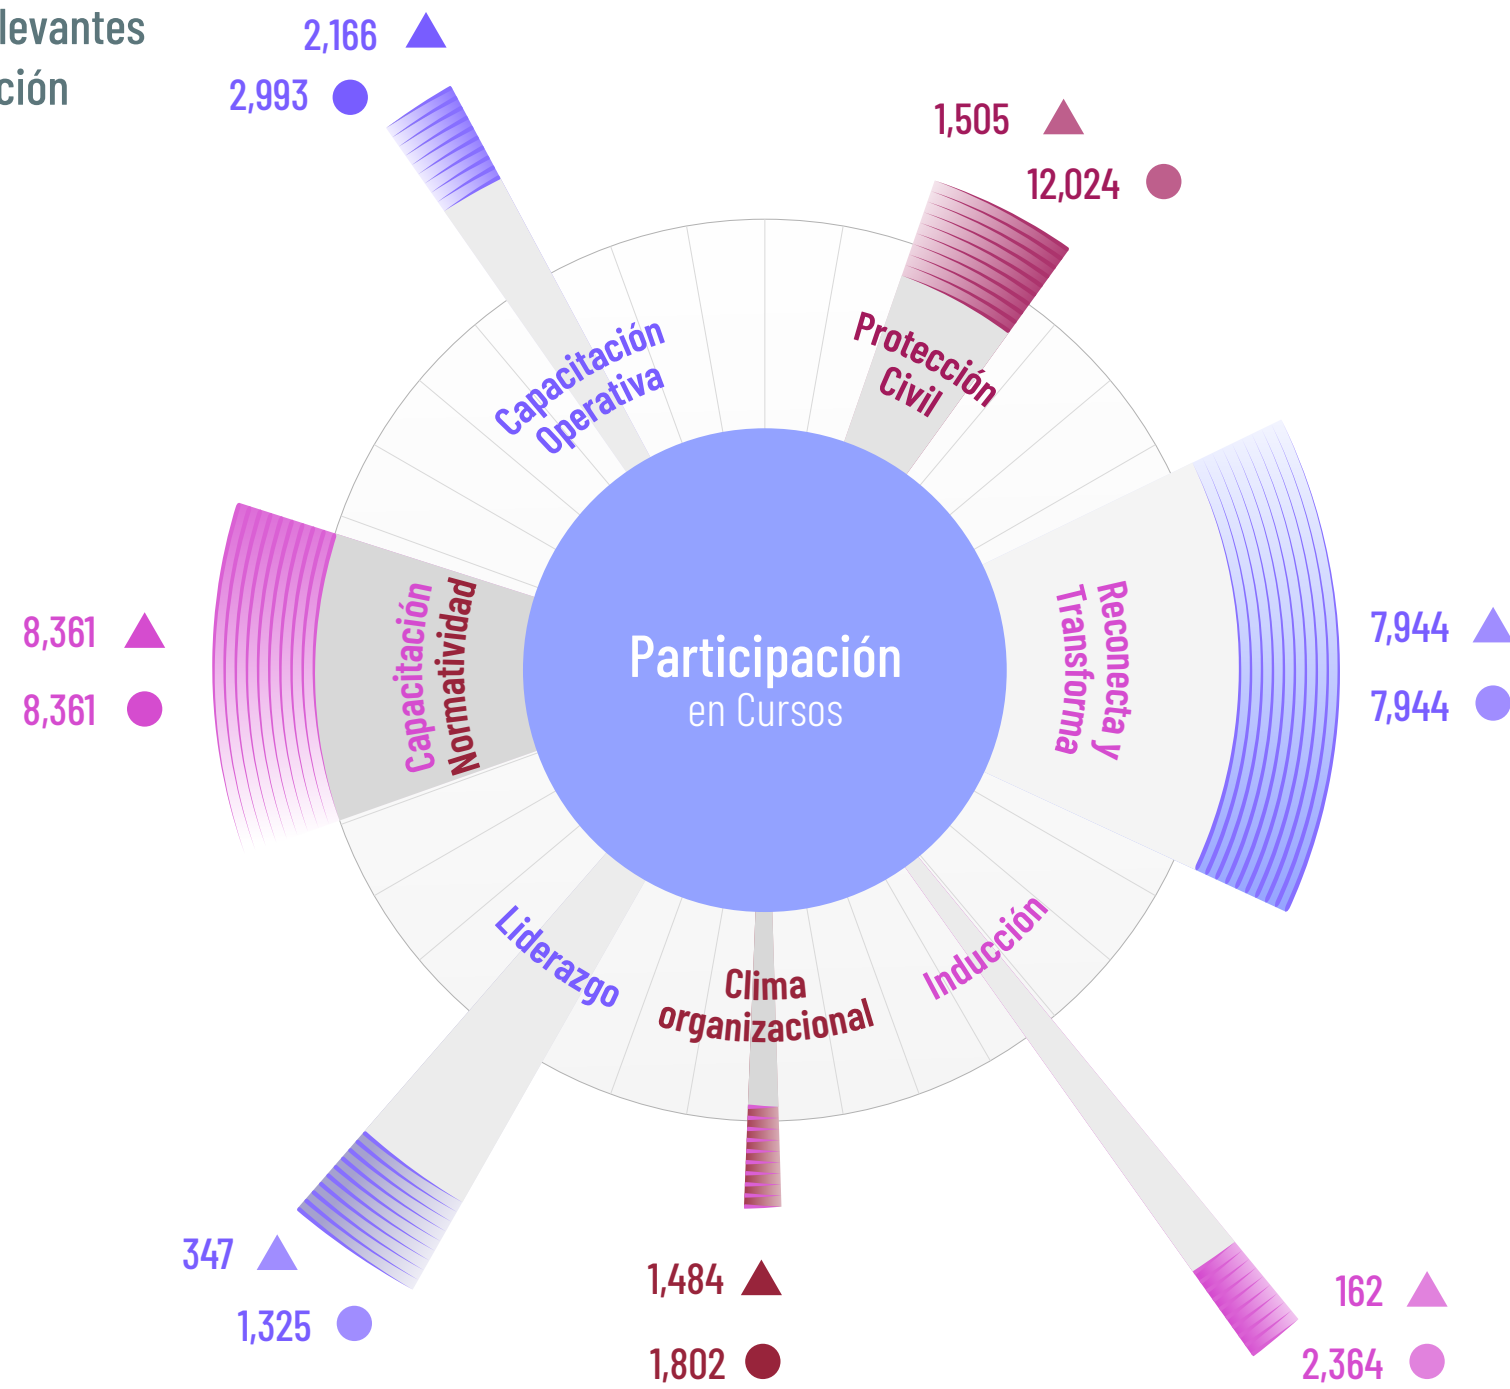 levantes
ción
2,166
2,993
1,505
12,024
Capacitación
Operativa
Protección
Civil
8,361
8,361
Capacitación
Normatividad
Participación
en Cursos
Reconecta y
Transforma
7,944
7,944
Liderazgo
Clima
organizacional
Inducción
347
1,325
1,484
1,802
162
2,364